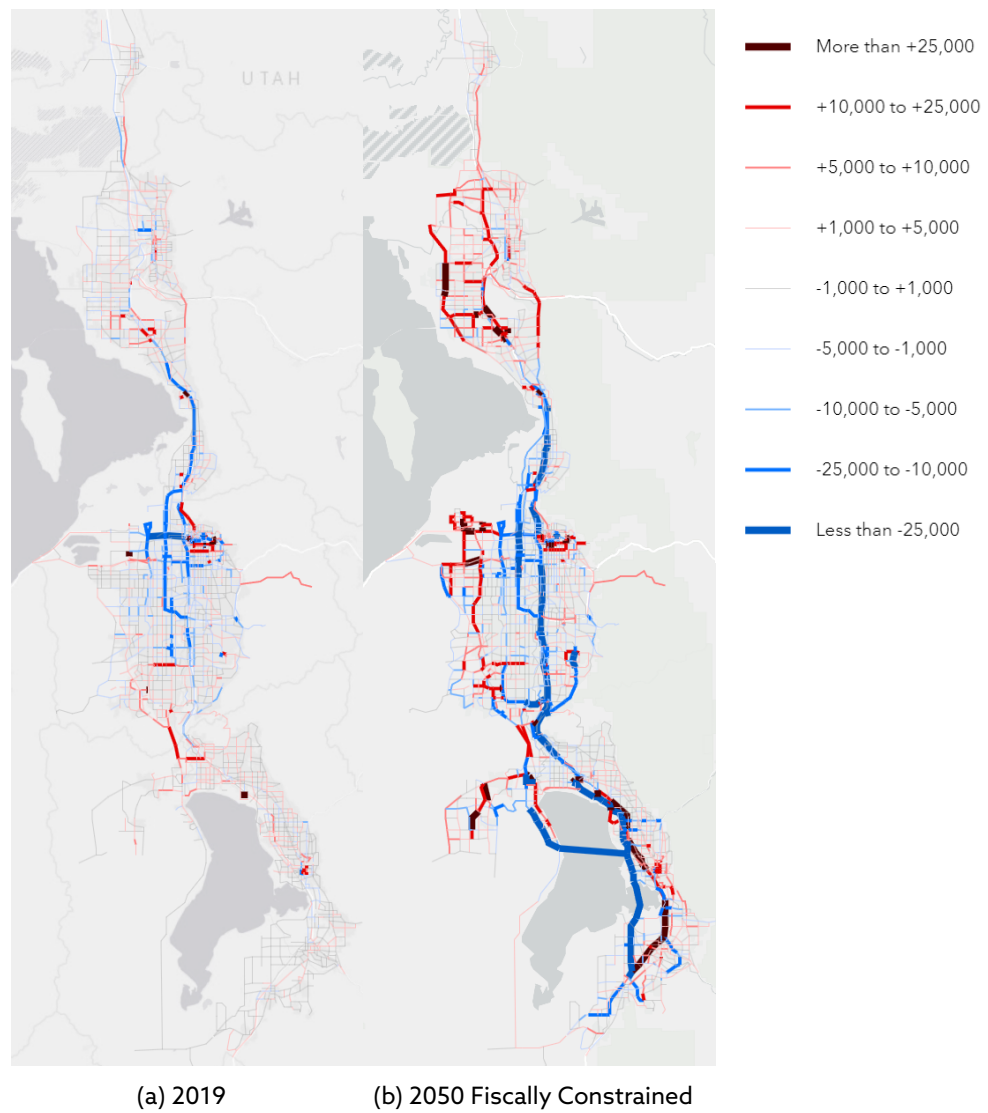 UTAH
More than +25,000
+10,000 to +25,000
+5,000 to +10,000
+1,000 to +5,000
-1,000 to +1,000
-5,000 to -1,000
-10,000 to -5,000
-25,000 to -10,000
Less than -25,000
(a) 2019
(b) 2050 Fiscally Constrained